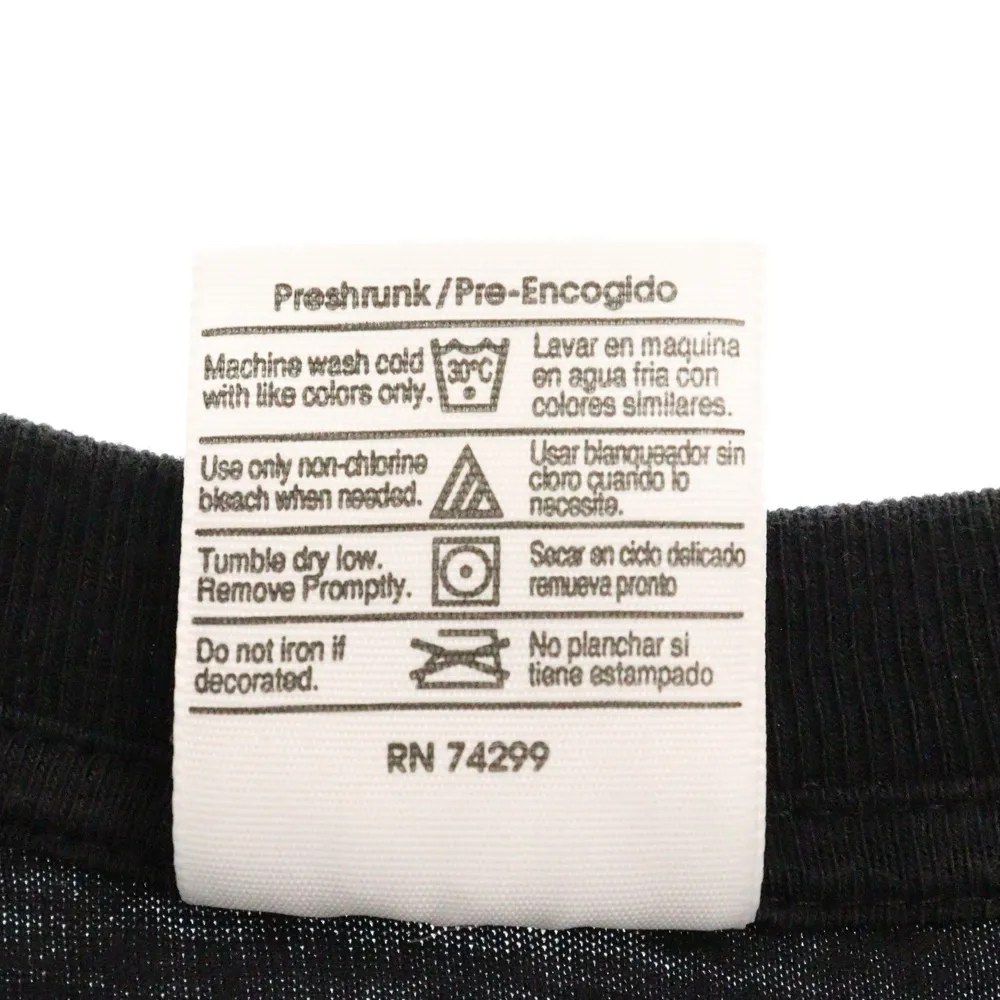 Preshrunk / Pre-Encogido
Machine wash cold
with like colors only.
30°C
Lavar en maquina
en agua fria con
colores similares.
Use only non-chlorine
bleach when needed.
Usar blanqueador sin
cloro cuando lo
necesite.
Tumble dry low.
Remove Promptly.
Secar en ciclo delicado
remueva pronto
Do not iron if
decorated.
No planchar si
tiene estampado
RN 74299